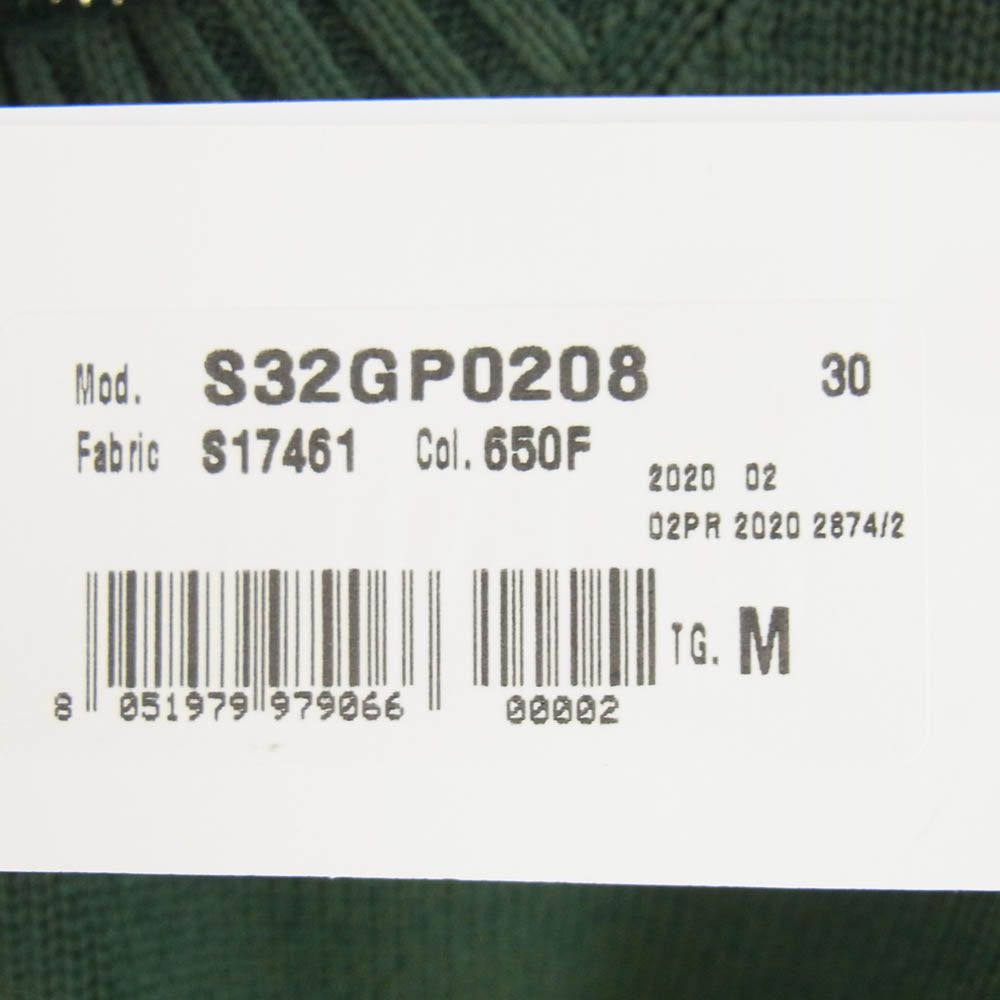 Mod. S32GP0208 30
Fabric S17461 Col. 650F
2020 02
02PR 2020 2874/2
TG. M
8 051979 979066 00002